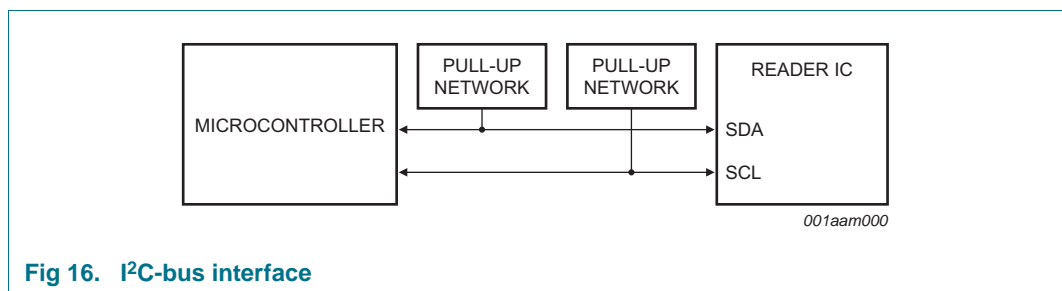 PULL-UP
NETWORK
PULL-UP
NETWORK
READER IC
MICROCONTROLLER
SDA
SCL
001aam000
Fig 16. I²C-bus interface